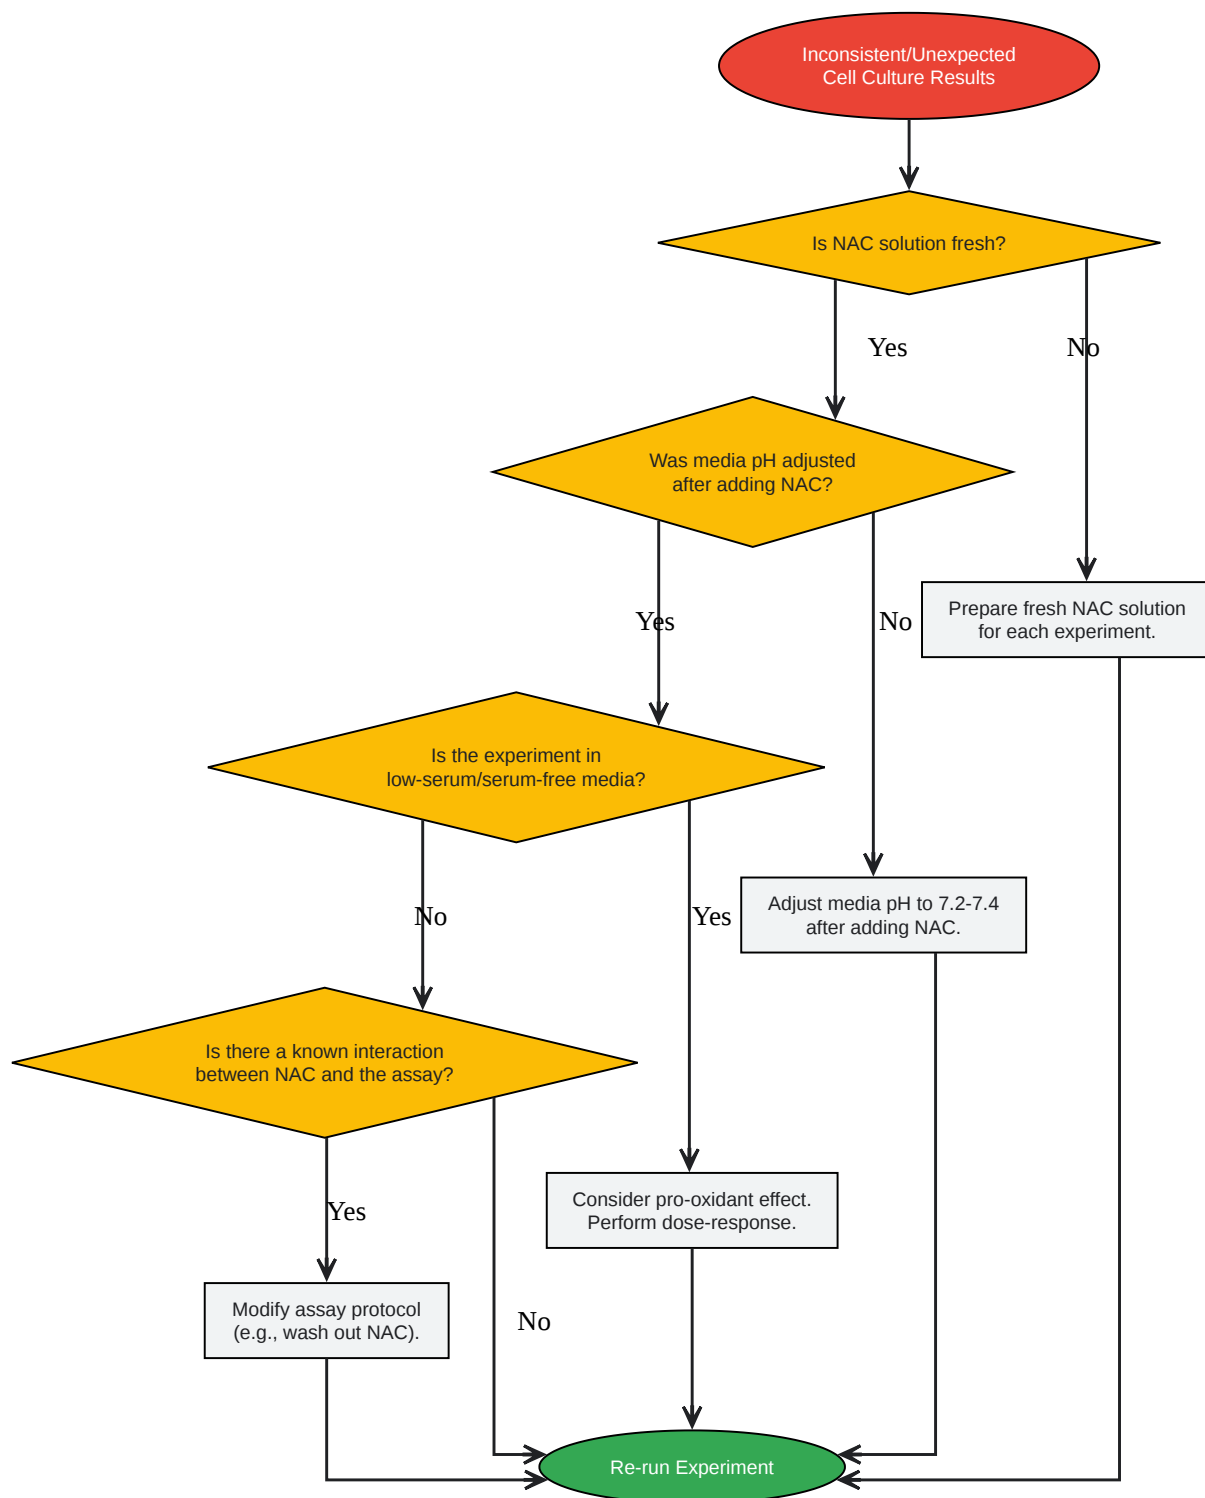 Inconsistent/Unexpected
Cell Culture Results
Is NAC solution fresh?
Yes
No
Was media pH adjusted
after adding NAC?
Yes
No
Prepare fresh NAC solution
for each experiment.
Is the experiment in
low-serum/serum-free media?
No
Yes
Adjust media pH to 7.2-7.4
after adding NAC.
Is there a known interaction
between NAC and the assay?
Yes
No
Consider pro-oxidant effect.
Perform dose-response.
Modify assay protocol
(e.g., wash out NAC).
Re-run Experiment